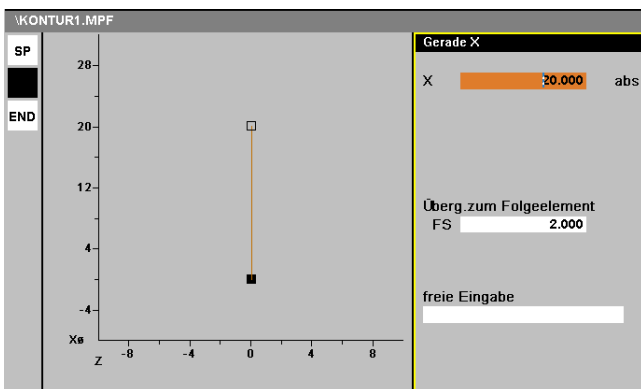 \KONTUR1.MPF
SP
END
28
20
12
4
-4
Xø
Z
-8 -4 0 4 8
Gerade X
X 20.000 abs
Überg.zum Folgeelement
FS 2.000
freie Eingabe